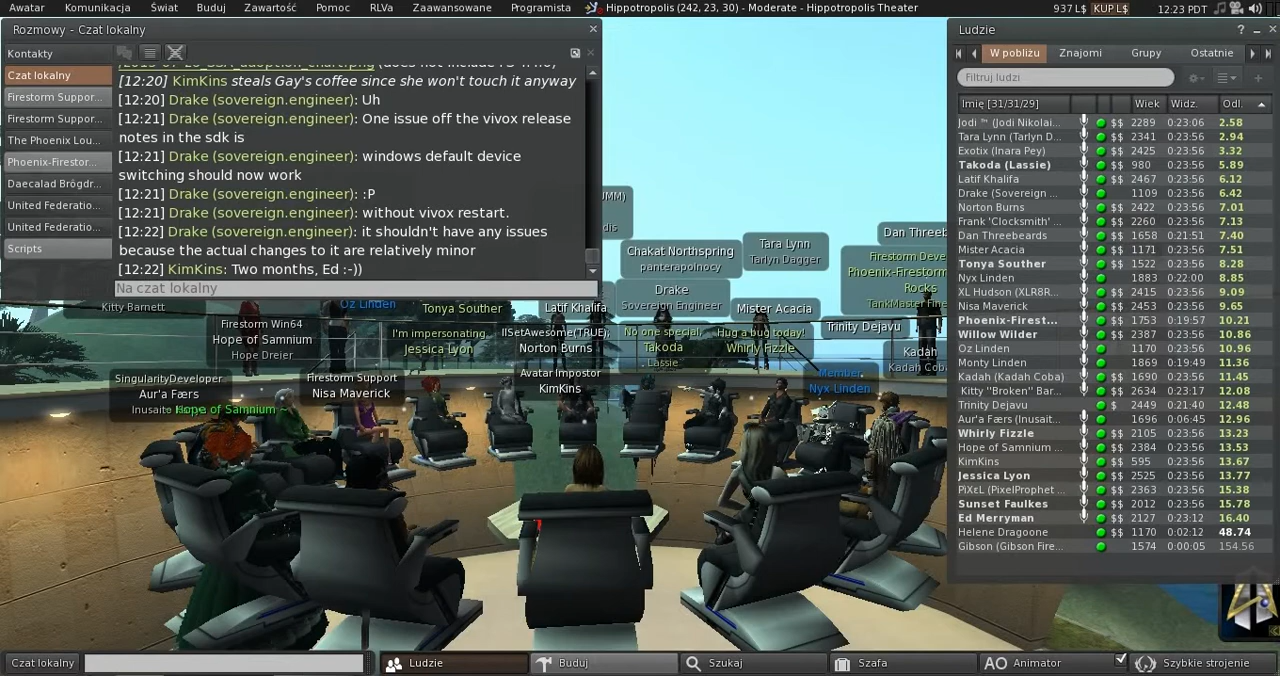 Awatar Komunikacja Świat Buduj Zawartość Pomoc RLVa Zaawansowane Programista Hippotropolis (242, 23, 30) - Moderate - Hippotropolis Theater 937 L$ KUP L$ 12:23 PDT
Rozmowy - Czat lokalny
Kontakty
Czat lokalny
Firestorm Suppor...
Firestorm Suppor...
The Phoenix Lou...
Phoenix-Firestor...
Daecalad Brögdr...
United Federatio...
United Federatio...
Scripts
[12:20] KimKins steals Gay's coffee since she won't touch it anyway
[12:20] Drake (sovereign.engineer): Uh
[12:21] Drake (sovereign.engineer): One issue off the vivox release
notes in the sdk is
[12:21] Drake (sovereign.engineer): windows default device
switching should now work
[12:21] Drake (sovereign.engineer): :P
[12:21] Drake (sovereign.engineer): without vivox restart.
[12:22] Drake (sovereign.engineer): it shouldn't have any issues
because the actual changes to it are relatively minor
[12:22] KimKins: Two months, Ed :-))
Na czat lokalny
Kitty Barnett
Oz Linden
Tonya Souther
Latif Khalifa
Firestorm Win64
Hope of Samnium
Hope Dreier
I'm impersonating
Jessica Lyon
llSetAwesome(TRUE);
Norton Burns
No one special,
Takoda
Lassie
Hug a bug today!
Whirly Fizzle
Chakat Northspring
panterapolnocy
Tara Lynn
Tarlyn Dagger
Drake
Sovereign Engineer
Mister Acacia
Dan Threeb
Firestorm Deve
Phoenix-Firestorm
Rocks
TankMaster Fine
Trinity Dejavu
Kadah
Kadah Cob
SingularityDeveloper
Aur'a Færs
Inusaite
Hope of Samnium
Firestorm Support
Nisa Maverick
Avatar Impostor
KimKins
Member,
Nyx Linden
Ludzie
W pobliżu Znajomi Grupy Ostatnie
Filtruj ludzi
Imię [31/31/29] Wiek Widz. Odl.
Jodi ™ (Jodi Nikolai... $$ 2289 0:23:06 2.58
Tara Lynn (Tarlyn D... $$ 2341 0:23:56 2.94
Exotix (Inara Pey) $$ 2425 0:23:56 3.32
Takoda (Lassie) $$ 980 0:23:56 5.89
Latif Khalifa $$ 2467 0:23:56 6.12
Drake (Sovereign ... 1109 0:23:56 6.42
Norton Burns $$ 2422 0:23:56 7.01
Frank 'Clocksmith' ... $$ 2260 0:23:56 7.13
Dan Threebeards $$ 1658 0:21:51 7.40
Mister Acacia $$ 1171 0:23:56 7.51
Tonya Souther $$ 1522 0:23:56 8.28
Nyx Linden 1883 0:22:00 8.85
XL Hudson (XLR8R... $$ 2415 0:23:56 9.09
Nisa Maverick $$ 2453 0:23:56 9.65
Phoenix-Firest... $$ 1753 0:19:57 10.21
Willow Wilder $$ 2387 0:23:56 10.86
Oz Linden 1170 0:23:56 10.96
Monty Linden 1869 0:19:49 11.36
Kadah (Kadah Coba) $$ 1690 0:23:56 11.45
Kitty "Broken" Bar... $$ 2634 0:23:17 12.08
Trinity Dejavu $ 2449 0:21:40 12.48
Aur'a Færs (Inusait... 1696 0:06:45 12.96
Whirly Fizzle $$ 2105 0:23:56 13.23
Hope of Samnium ... $$ 2384 0:23:56 13.53
KimKins $$ 595 0:23:56 13.67
Jessica Lyon $$ 2525 0:23:56 13.77
PiXεL (PixelProphet ... $$ 2363 0:23:56 15.38
Sunset Faulkes $$ 2012 0:23:56 15.78
Ed Merryman $$ 2127 0:23:12 16.40
Helene Dragoone $$ 1170 0:02:12 48.74
Gibson (Gibson Fire... 1574 0:00:05 154.56
Czat lokalny Ludzie Buduj Szukaj Szafa AO Animator Szybkie strojenie